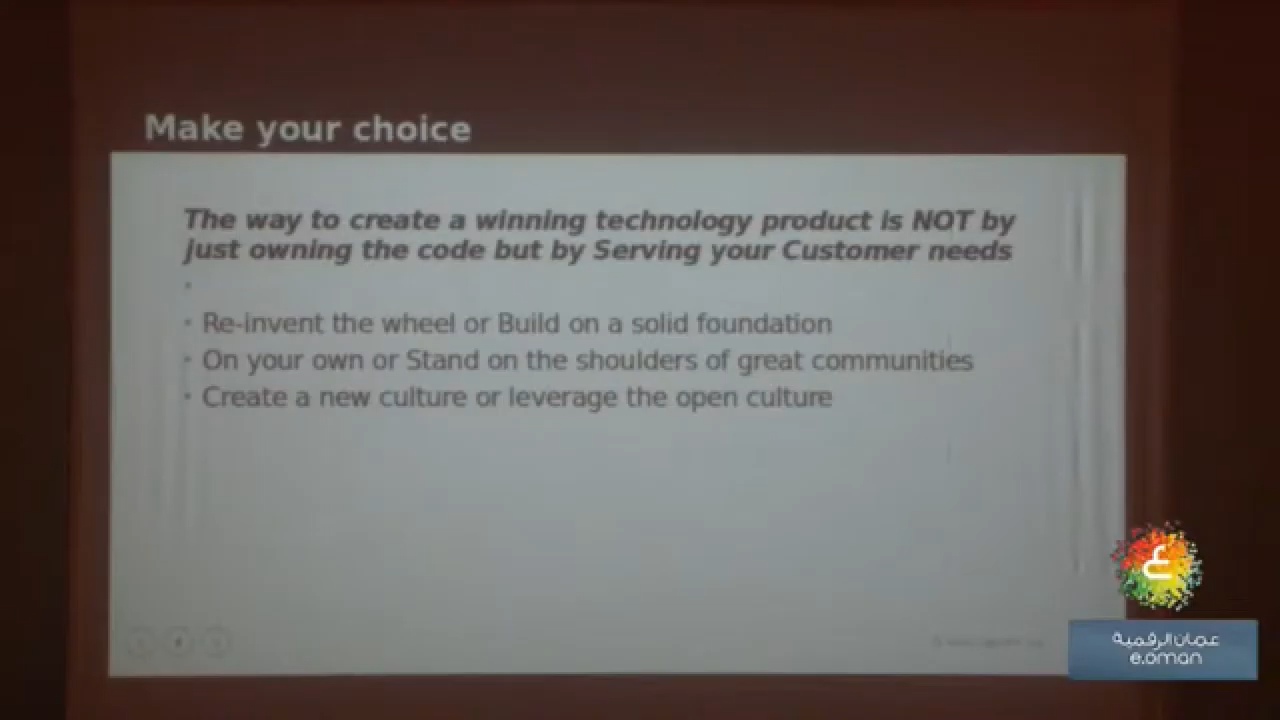 Make your choice
The way to create a winning technology product is NOT by
just owning the code but by Serving your Customer needs
•
• Re-invent the wheel or Build on a solid foundation
• On your own or Stand on the shoulders of great communities
• Create a new culture or leverage the open culture
ع
عمان الرقمية
e.oman